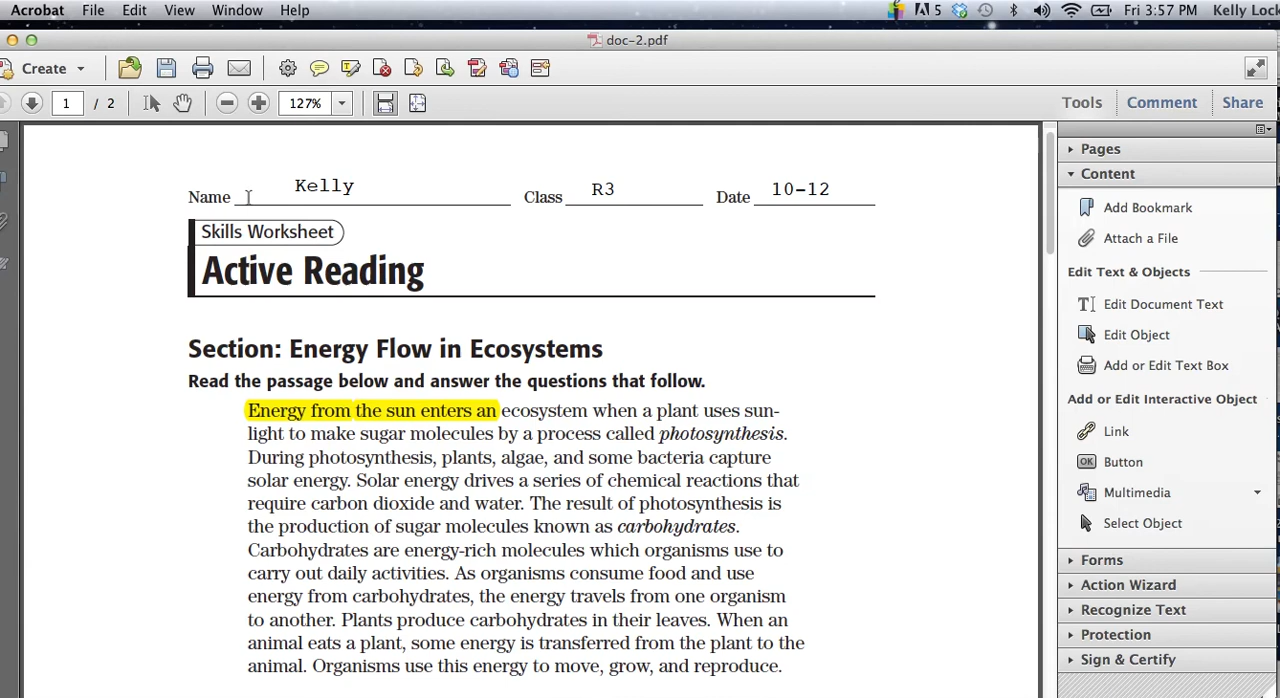 Acrobat File Edit View Window Help 5 Fri 3:57 PM Kelly Lock
doc-2.pdf
Create
1 / 2 127% Tools Comment Share
Name Kelly Class R3 Date 10-12
Skills Worksheet
Active Reading
Section: Energy Flow in Ecosystems
Read the passage below and answer the questions that follow.
Energy from the sun enters an ecosystem when a plant uses sun-
light to make sugar molecules by a process called photosynthesis.
During photosynthesis, plants, algae, and some bacteria capture
solar energy. Solar energy drives a series of chemical reactions that
require carbon dioxide and water. The result of photosynthesis is
the production of sugar molecules known as carbohydrates.
Carbohydrates are energy-rich molecules which organisms use to
carry out daily activities. As organisms consume food and use
energy from carbohydrates, the energy travels from one organism
to another. Plants produce carbohydrates in their leaves. When an
animal eats a plant, some energy is transferred from the plant to the
animal. Organisms use this energy to move, grow, and reproduce.
Pages
Content
Add Bookmark
Attach a File
Edit Text & Objects
Edit Document Text
Edit Object
Add or Edit Text Box
Add or Edit Interactive Object
Link
OK Button
Multimedia
Select Object
Forms
Action Wizard
Recognize Text
Protection
Sign & Certify